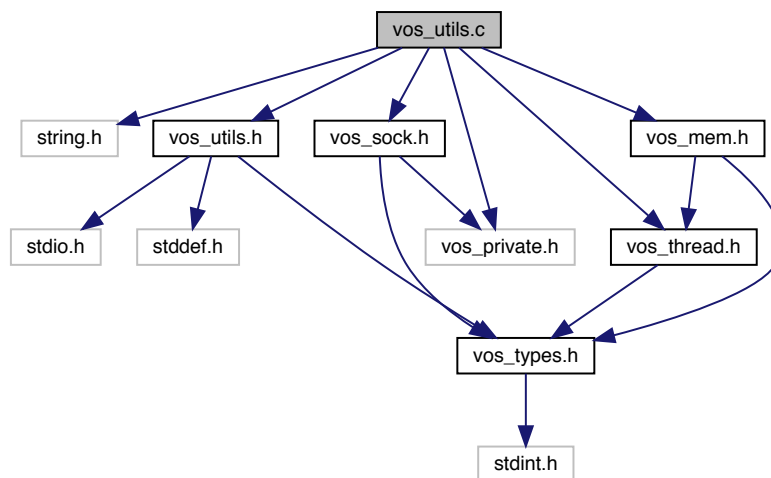 vos_utils.c
string.h
vos_utils.h
vos_sock.h
vos_mem.h
stdio.h
stddef.h
vos_private.h
vos_thread.h
vos_types.h
stdint.h